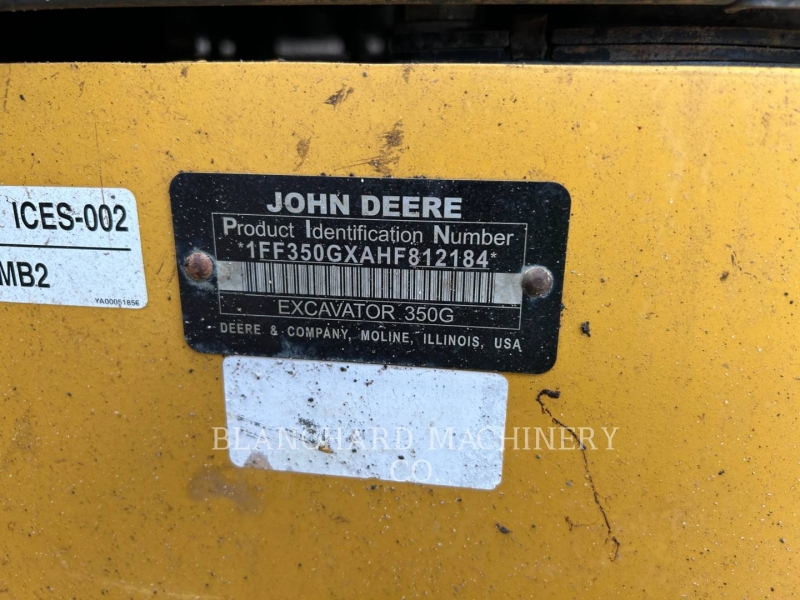 ICES-002
MB2
YA00051856
JOHN DEERE
Product Identification Number
*1FF350GXAHF812184*
EXCAVATOR 350G
DEERE & COMPANY, MOLINE, ILLINOIS, USA
BLANCHARD MACHINERY
CO